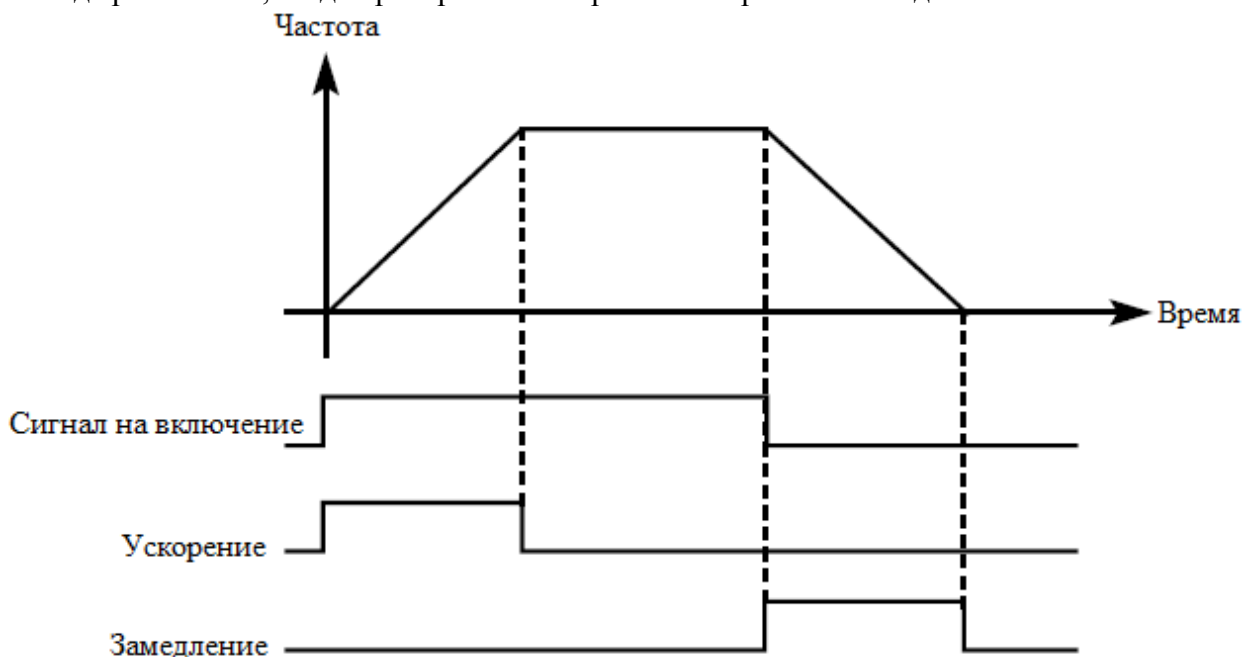 Частота
Время
Сигнал на включение
Ускорение
Замедление